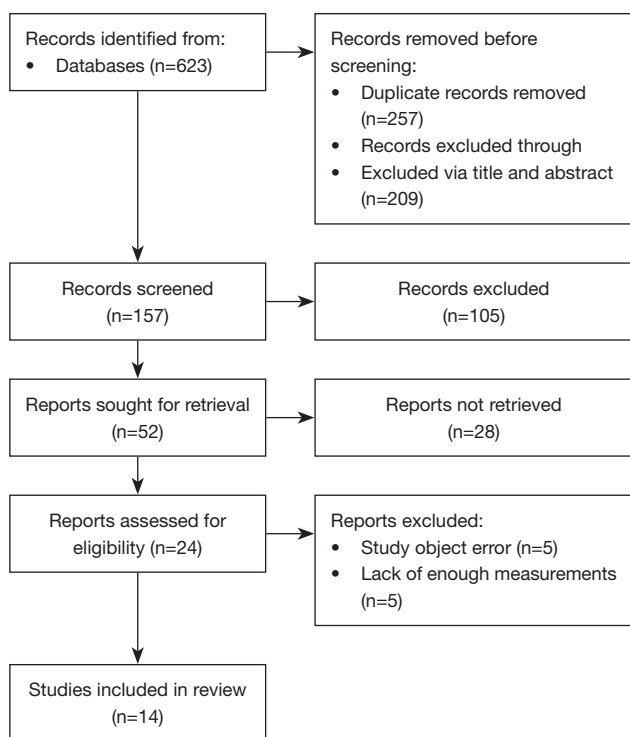 Records identified from:
• Databases (n=623)
Records removed before
screening:
• Duplicate records removed
(n=257)
• Records excluded through
• Excluded via title and abstract
(n=209)
Records screened
(n=157)
Records excluded
(n=105)
Reports sought for retrieval
(n=52)
Reports not retrieved
(n=28)
Reports assessed for
eligibility (n=24)
Reports excluded:
• Study object error (n=5)
• Lack of enough measurements
(n=5)
Studies included in review
(n=14)